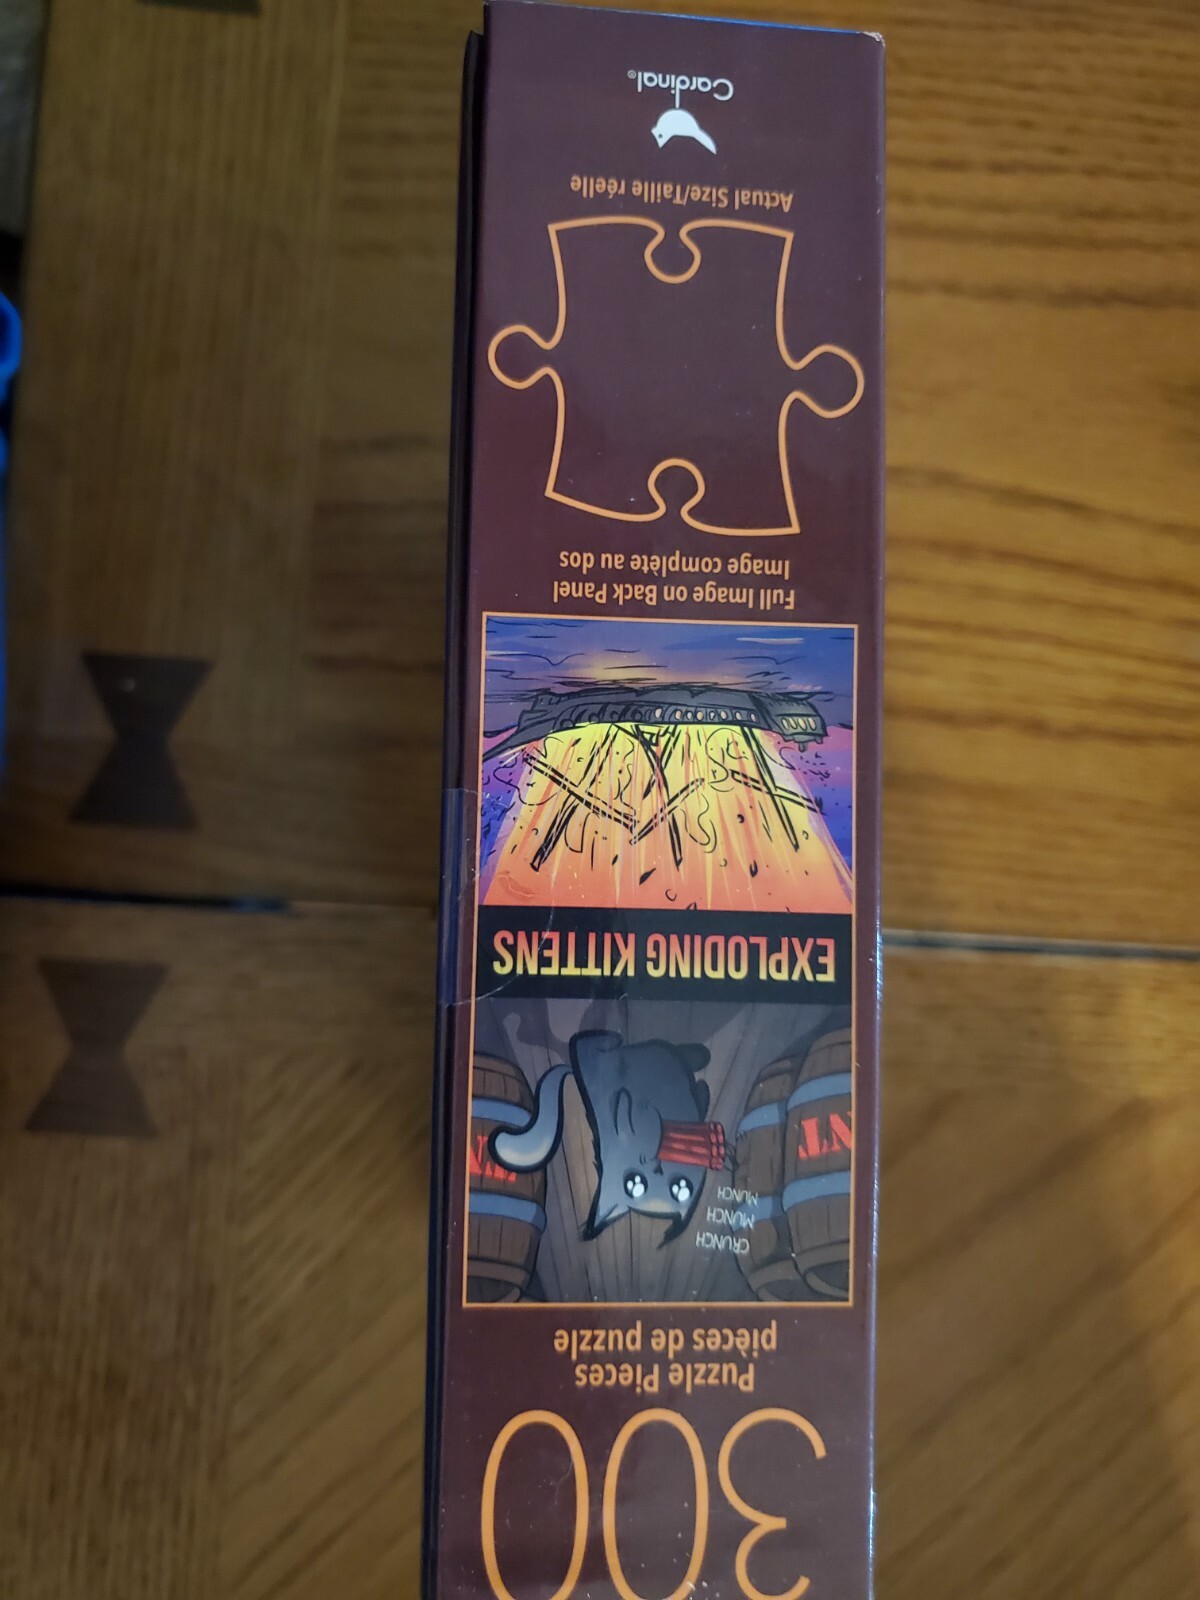 300
Puzzle Pieces
pièces de puzzle
CRUNCH
MUNCH
MUNCH
NT
EXPLODING KITTENS
Full Image on Back Panel
Image complète au dos
Actual Size/Taille réelle
Cardinal®